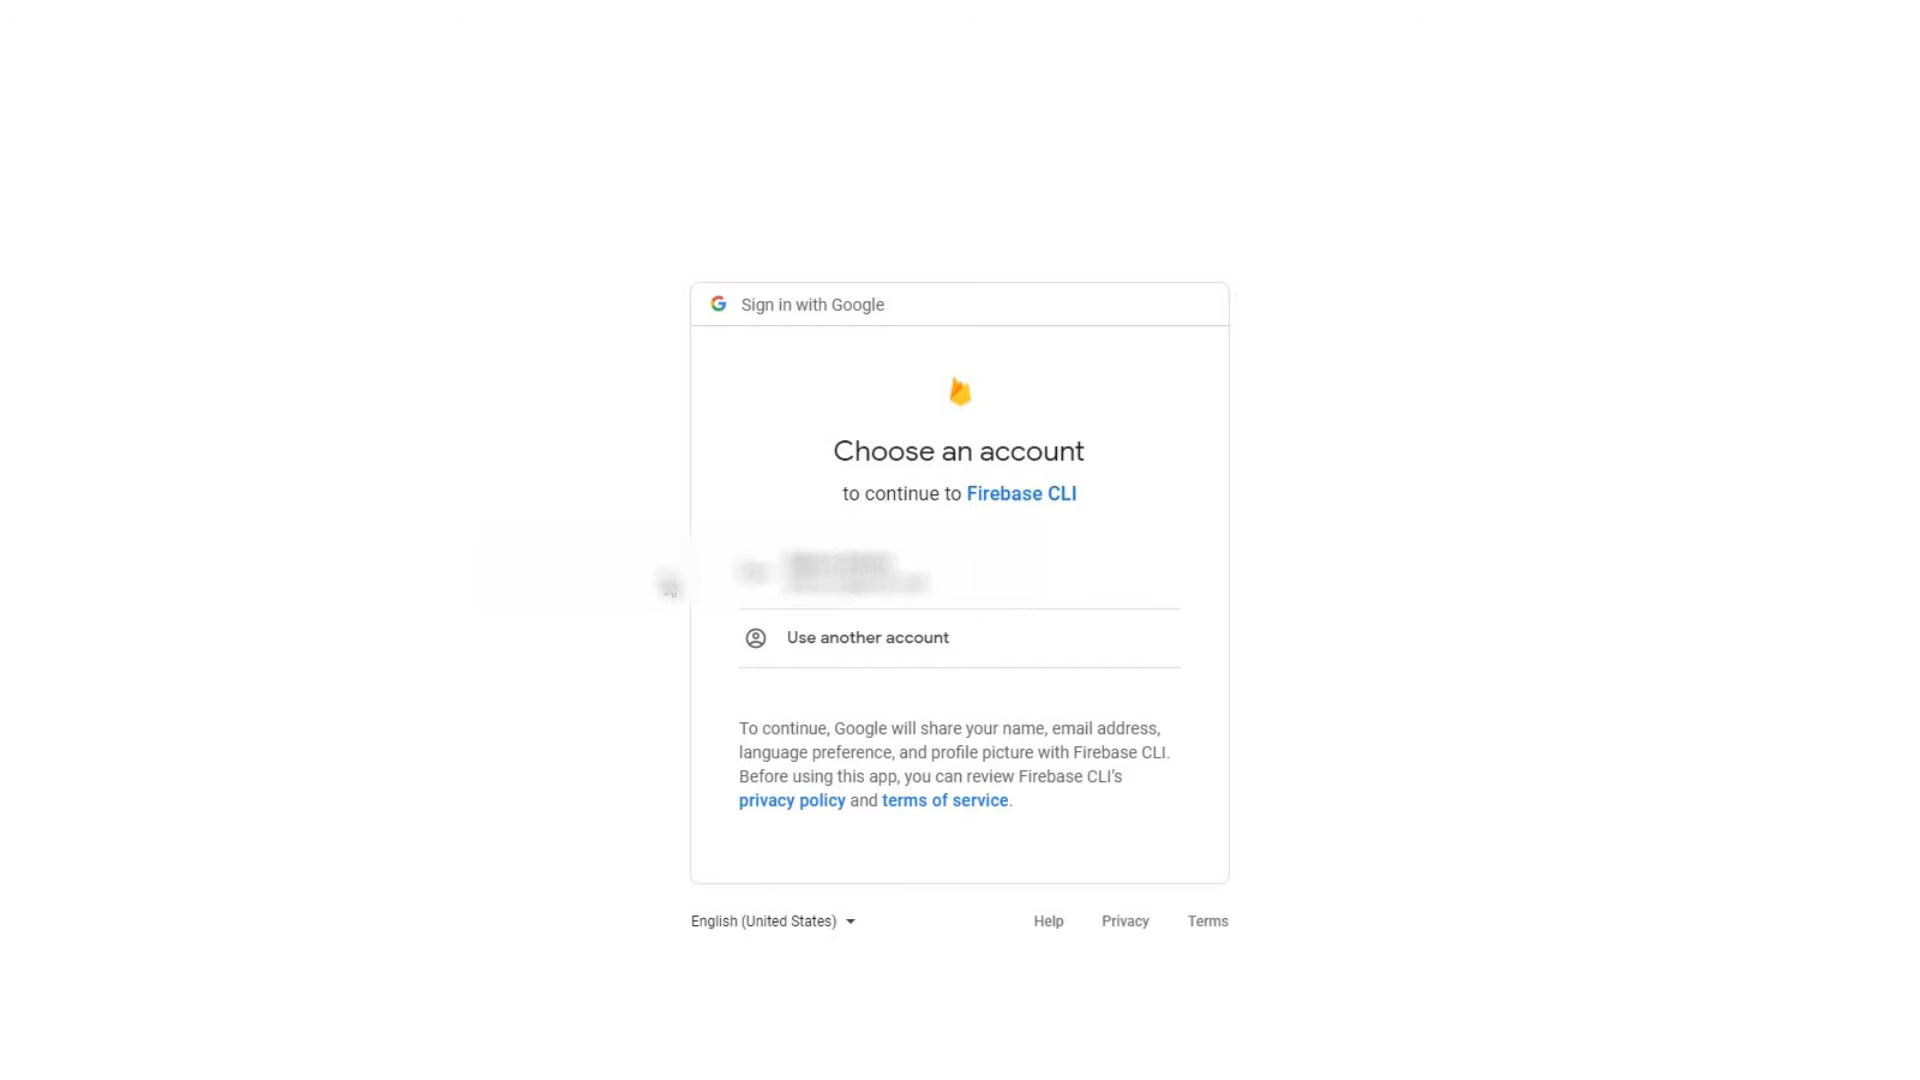 Sign in with Google
Choose an account
to continue to Firebase CLI
Use another account
To continue, Google will share your name, email address,
language preference, and profile picture with Firebase CLI.
Before using this app, you can review Firebase CLI's
privacy policy and terms of service.
English (United States)
Help
Privacy
Terms